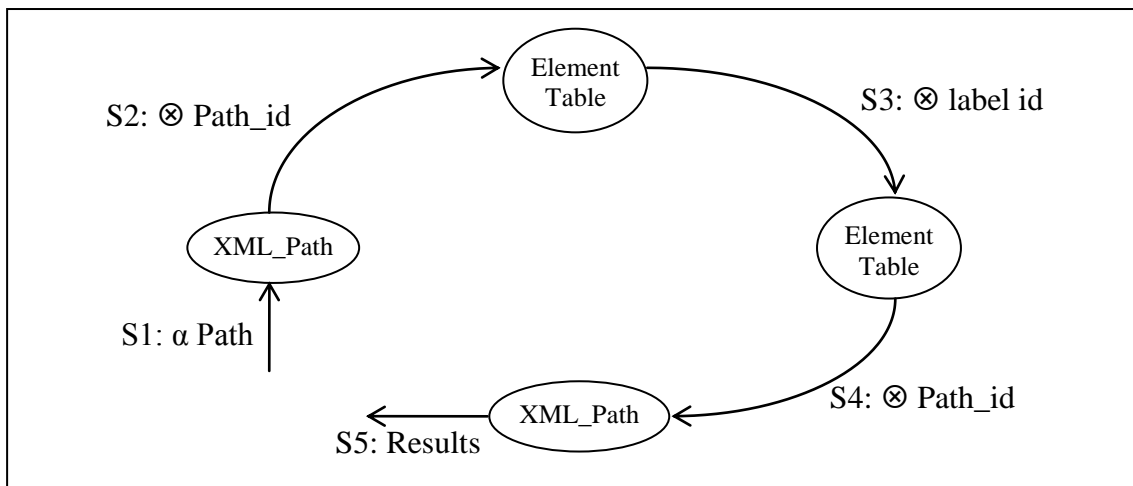 Element
Table
S2: ⊗ Path_id
S3: ⊗ label id
XML_Path
Element
Table
S1: α Path
S4: ⊗ Path_id
XML_Path
S5: Results